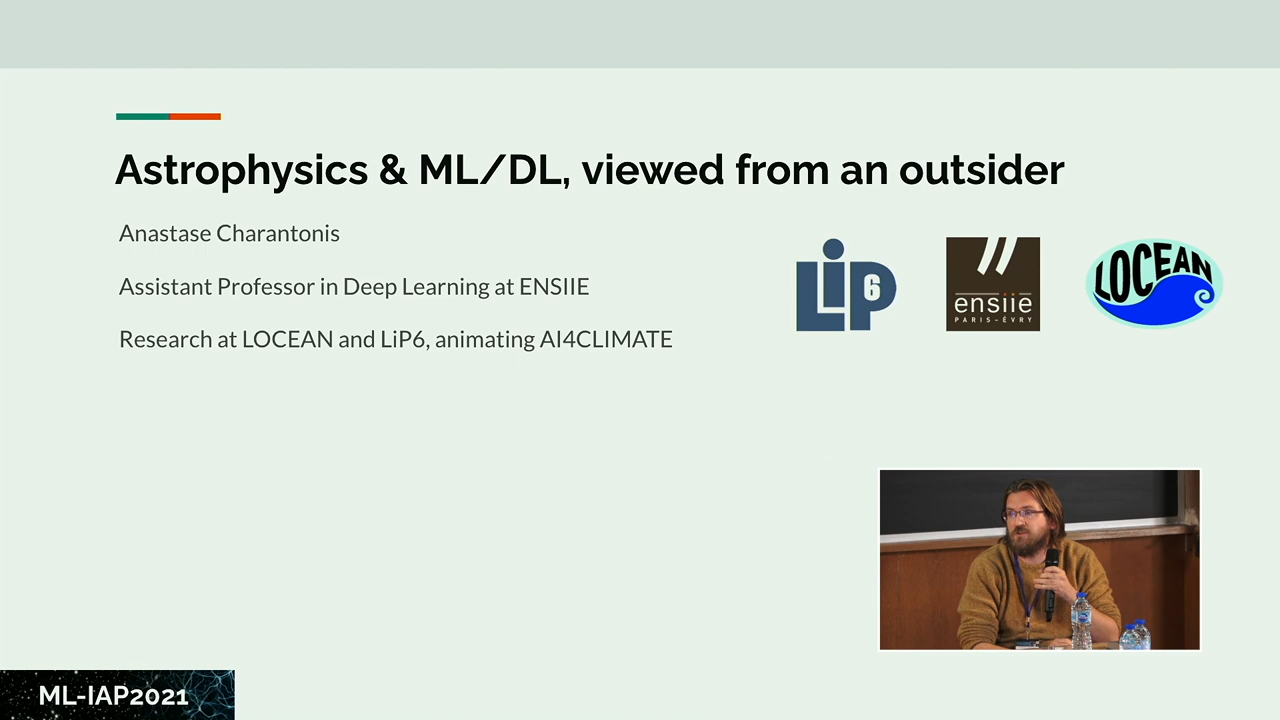 Astrophysics & ML/DL, viewed from an outsider
Anastase Charantonis
Assistant Professor in Deep Learning at ENSIIE
Research at LOCEAN and LiP6, animating AI4CLIMATE
LiP6
ensiie
PARIS-ÉVRY
LOCEAN
ML-IAP2021